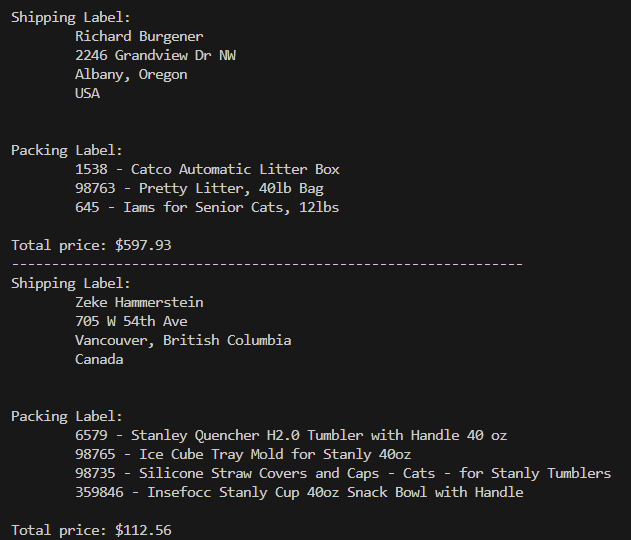 Shipping Label:
Richard Burgener
2246 Grandview Dr NW
Albany, Oregon
USA
Packing Label:
1538 - Catco Automatic Litter Box
98763 - Pretty Litter, 40lb Bag
645 - Iams for Senior Cats, 12lbs
Total price: $597.93
----------------------------------------------------------------
Shipping Label:
Zeke Hammerstein
705 W 54th Ave
Vancouver, British Columbia
Canada
Packing Label:
6579 - Stanley Quencher H2.0 Tumbler with Handle 40 oz
98765 - Ice Cube Tray Mold for Stanly 40oz
98735 - Silicone Straw Covers and Caps - Cats - for Stanly Tumblers
359846 - Insefocc Stanly Cup 40oz Snack Bowl with Handle
Total price: $112.56